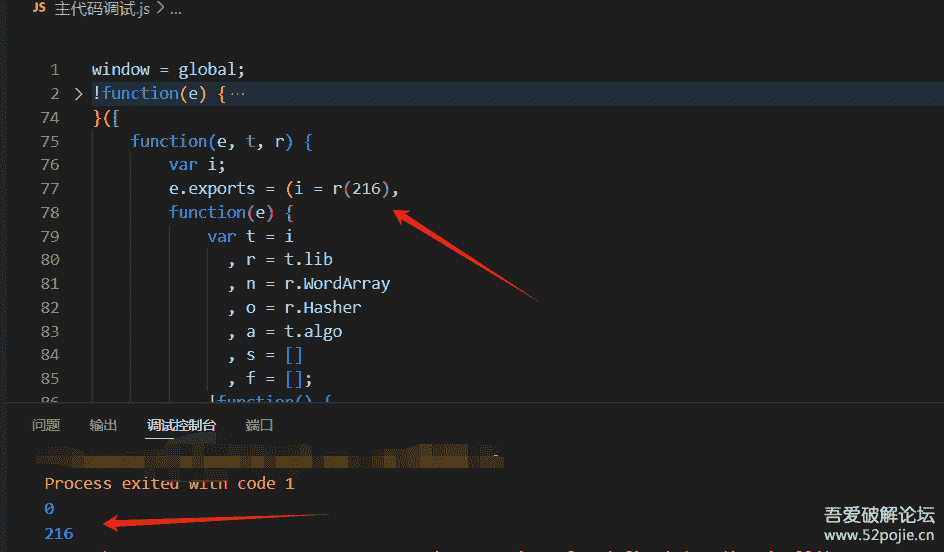 JS 主代码调试.js > ...
1 window = global;
2 > !function(e) { ...
74 }([
75 function(e, t, r) {
76 var i;
77 e.exports = (i = r(216),
78 function(e) {
79 var t = i
80 , r = t.lib
81 , n = r.WordArray
82 , o = r.Hasher
83 , a = t.algo
84 , s = []
85 , f = [];
86 !function() {
问题 输出 调试控制台 端口
Process exited with code 1
0
216
吾爱破解论坛
www.52pojie.cn